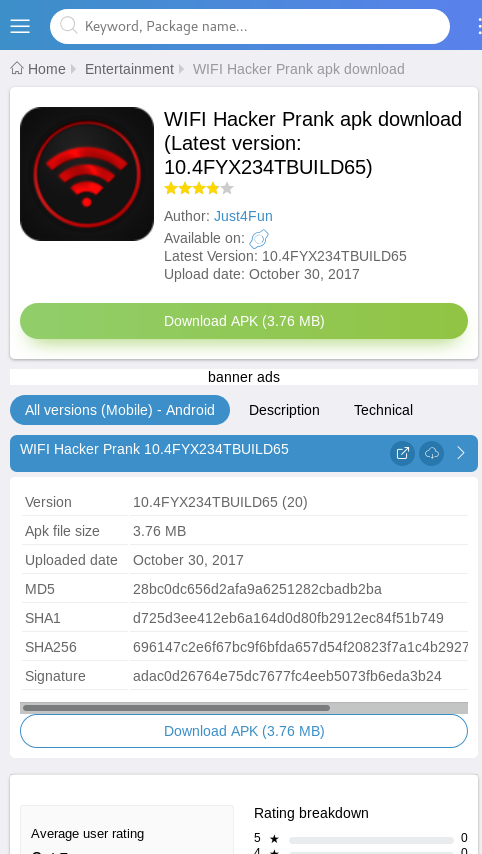 Keyword, Package name...
Home Entertainment WIFI Hacker Prank apk download
WIFI Hacker Prank apk download
(Latest version:
10.4FYX234TBUILD65)
Author: Just4Fun
Available on:
Latest Version: 10.4FYX234TBUILD65
Upload date: October 30, 2017
Download APK (3.76 MB)
banner ads
All versions (Mobile) - Android Description Technical
WIFI Hacker Prank 10.4FYX234TBUILD65
Version 10.4FYX234TBUILD65 (20)
Apk file size 3.76 MB
Uploaded date October 30, 2017
MD5 28bc0dc656d2afa9a6251282cbadb2ba
SHA1 d725d3ee412eb6a164d0d80fb2912ec84f51b749
SHA256 696147c2e6f67bc9f6bfda657d54f20823f7a1c4b2927
Signature adac0d26764e75dc7677fc4eeb5073fb6eda3b24
Download APK (3.76 MB)
Rating breakdown
Average user rating
5 ★ 0
4 ★ 0